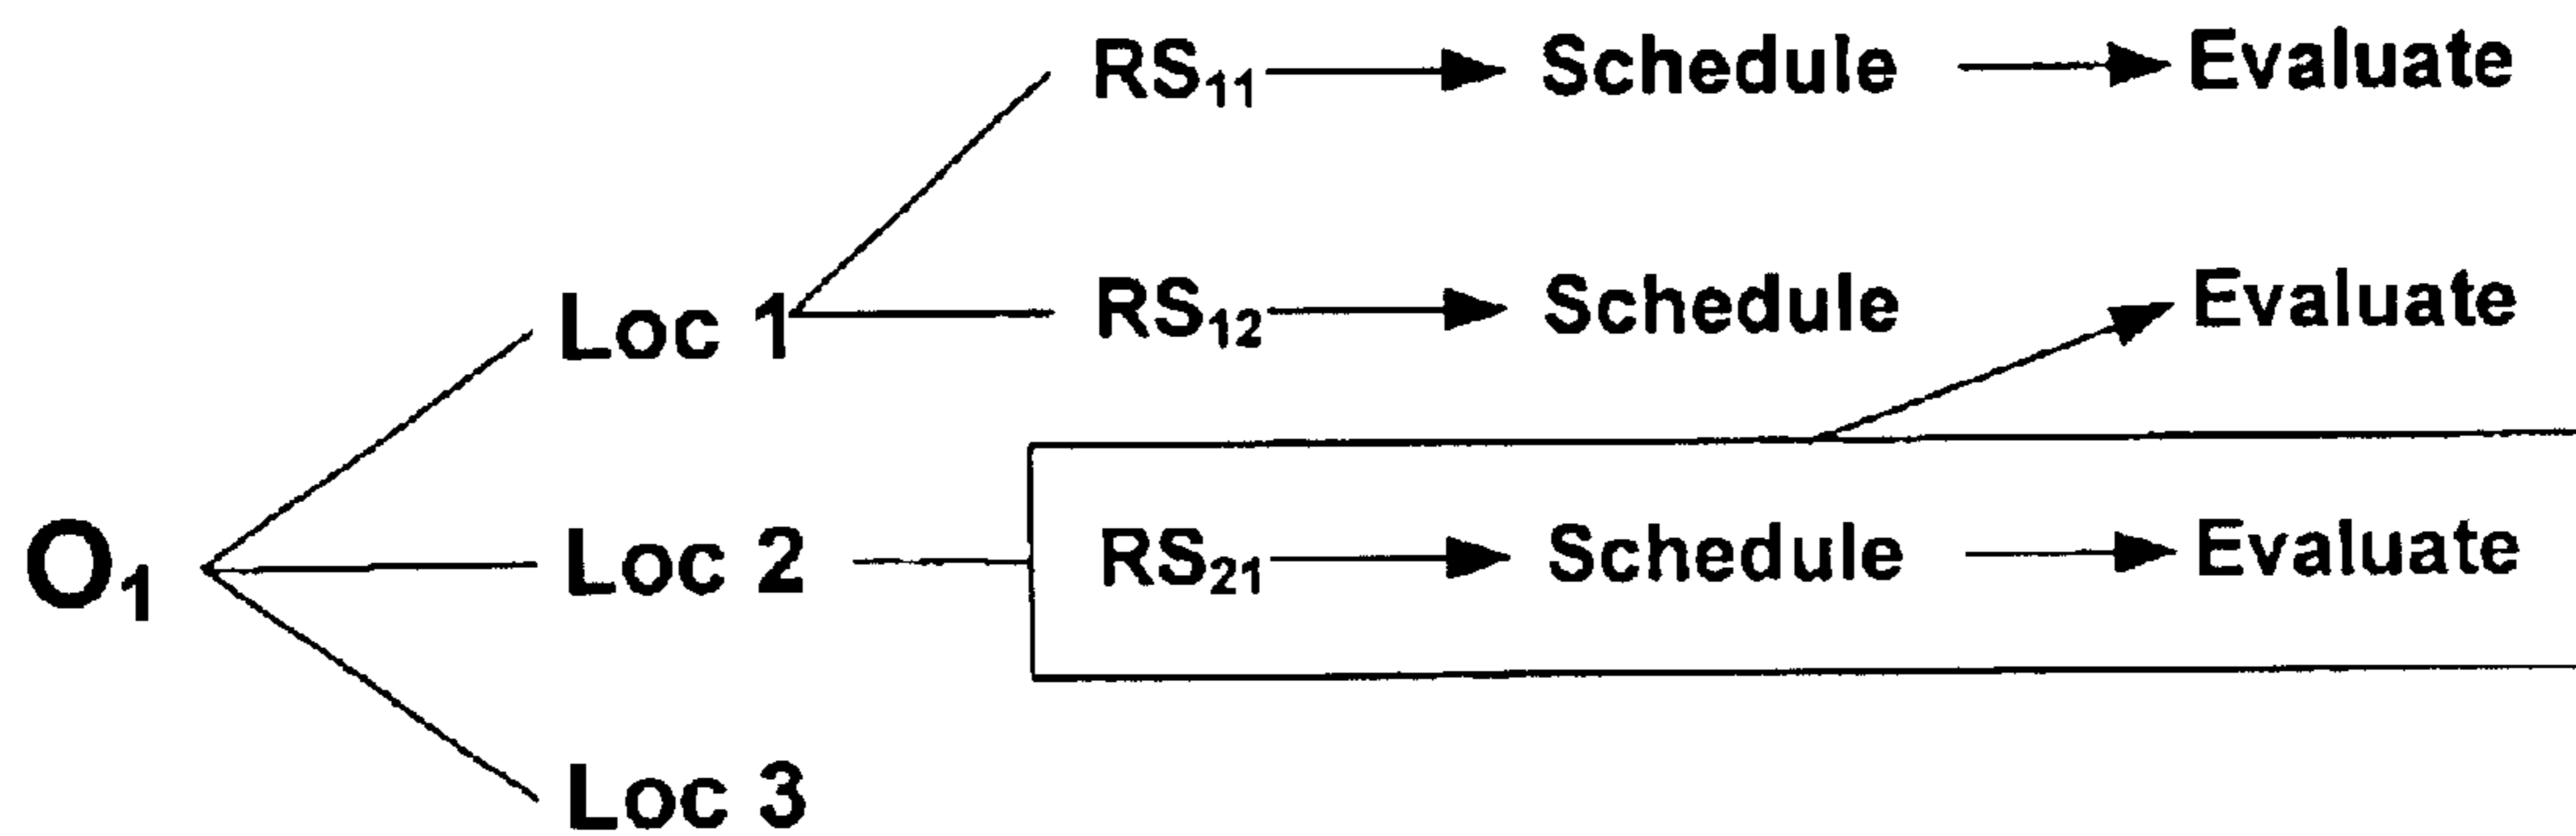 RS₁₁ Schedule Evaluate
Loc 1 RS₁₂ Schedule Evaluate
O₁ Loc 2 RS₂₁ Schedule Evaluate
Loc 3